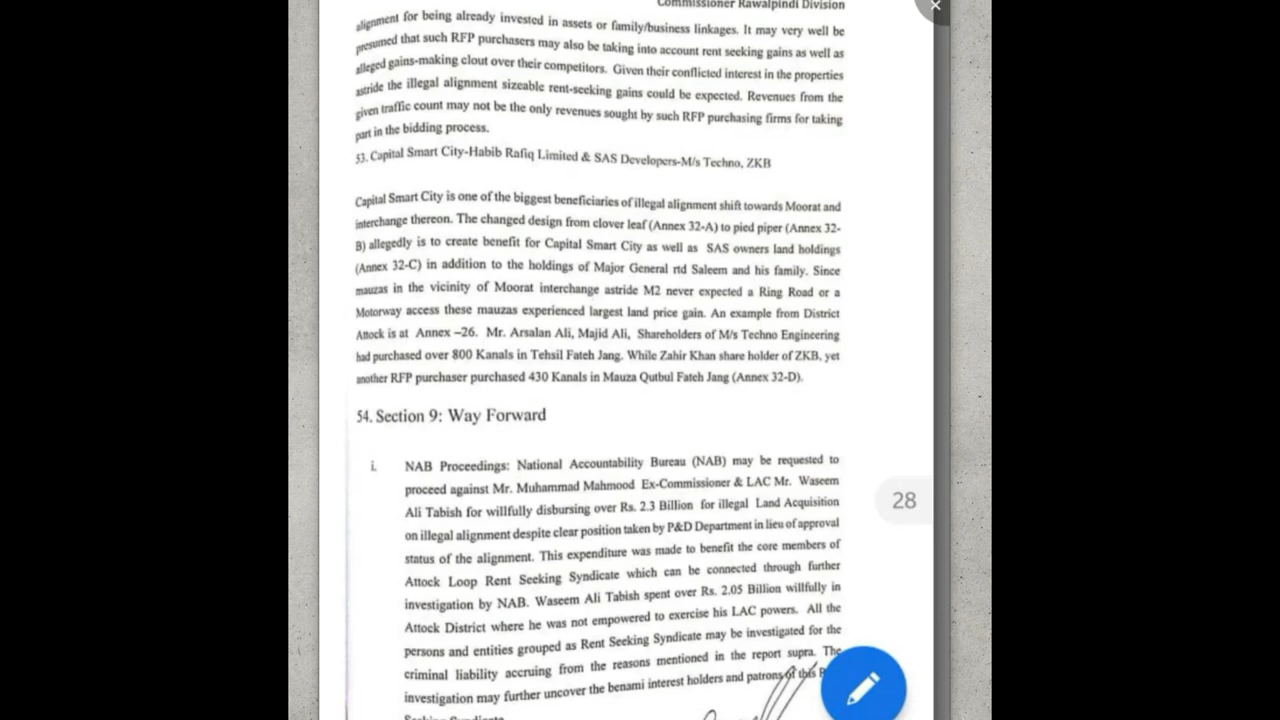 Commissioner Rawalpindi Division
alignment for being already invested in assets or family/business linkages. It may very well be
presumed that such RFP purchasers may also be taking into account rent seeking gains as well as
alleged gains-making clout over their competitors. Given their conflicted interest in the properties
astride the illegal alignment sizeable rent-seeking gains could be expected. Revenues from the
given traffic count may not be the only revenues sought by such RFP purchasing firms for taking
part in the bidding process.
53. Capital Smart City-Habib Rafiq Limited & SAS Developers-M/s Techno, ZKB
Capital Smart City is one of the biggest beneficiaries of illegal alignment shift towards Moorat and
interchange thereon. The changed design from clover leaf (Annex 32-A) to pied piper (Annex 32-
B) allegedly is to create benefit for Capital Smart City as well as SAS owners land holdings
(Annex 32-C) in addition to the holdings of Major General rtd Saleem and his family. Since
mauzas in the vicinity of Moorat interchange astride M2 never expected a Ring Road or a
Motorway access these mauzas experienced largest land price gain. An example from District
Attock is at Annex –26. Mr. Arsalan Ali, Majid Ali, Shareholders of M/s Techno Engineering
had purchased over 800 Kanals in Tehsil Fateh Jang. While Zahir Khan share holder of ZKB, yet
another RFP purchaser purchased 430 Kanals in Mauza Qutbul Fateh Jang (Annex 32-D).
54. Section 9: Way Forward
i. NAB Proceedings: National Accountability Bureau (NAB) may be requested to
proceed against Mr. Muhammad Mahmood Ex-Commissioner & LAC Mr. Waseem
Ali Tabish for willfully disbursing over Rs. 2.3 Billion for illegal Land Acquisition
on illegal alignment despite clear position taken by P&D Department in lieu of approval
status of the alignment. This expenditure was made to benefit the core members of
Attock Loop Rent Seeking Syndicate which can be connected through further
investigation by NAB. Waseem Ali Tabish spent over Rs. 2.05 Billion willfully in
Attock District where he was not empowered to exercise his LAC powers. All the
persons and entities grouped as Rent Seeking Syndicate may be investigated for the
criminal liability accruing from the reasons mentioned in the report supra. The
investigation may further uncover the benami interest holders and patrons of this
Seeking Syndicate
28